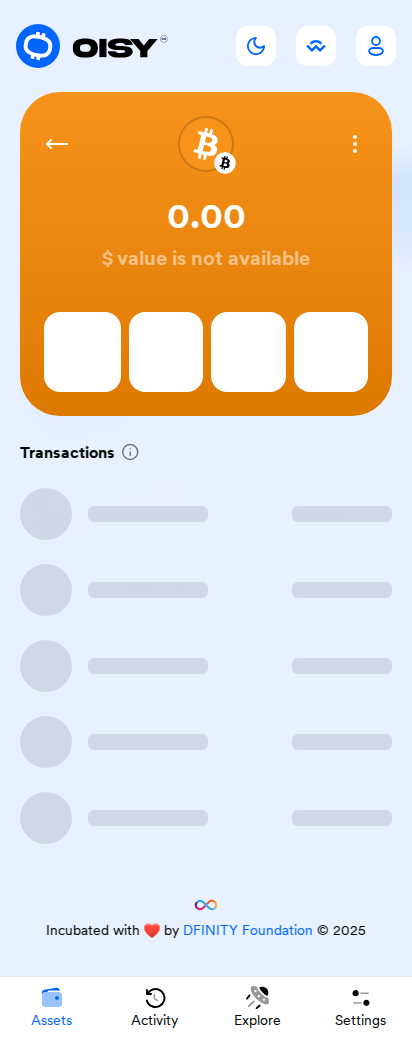 OISY
0.00
$ value is not available
Transactions
Incubated with ❤️ by DFINITY Foundation © 2025
Assets
Activity
Explore
Settings